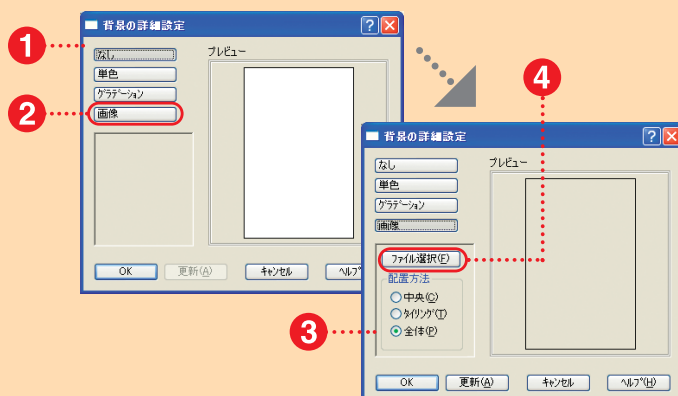 背景の詳細設定
1
なし
プレビュー
単色
グラデーション
2
画像
OK
更新(A)
キャンセル
ヘルプ
4
背景の詳細設定
なし
プレビュー
単色
グラデーション
画像
ファイル選択(F)
配置方法
中央(C)
タイリング(T)
3
全体(P)
OK
更新(A)
キャンセル
ヘルプ(H)